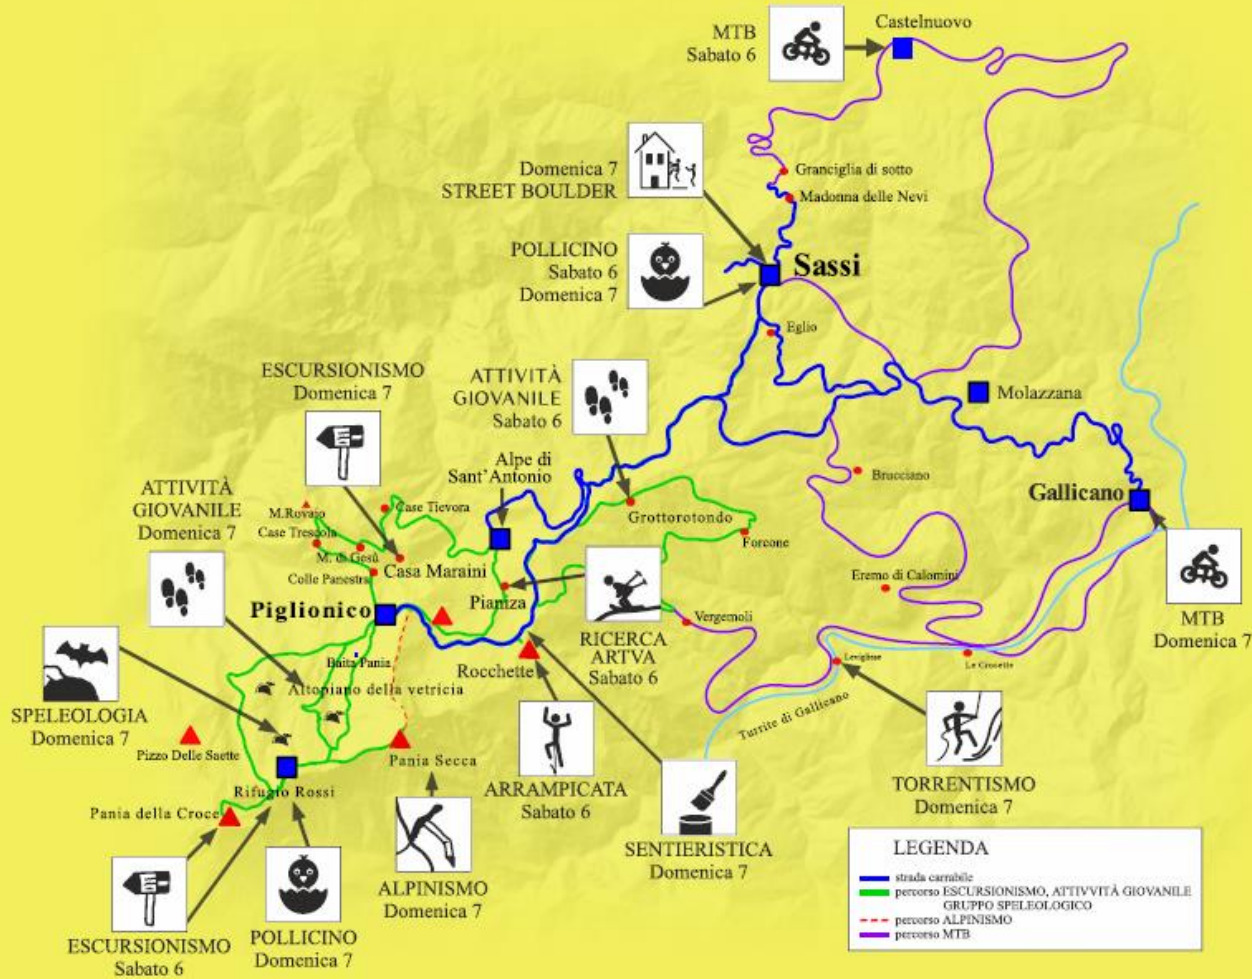 MTB
Sabato 6
Castelnuovo
Domenica 7
STREET BOULDER
Granciglia di sotto
Madonna delle Nevi
POLLICINO
Sabato 6
Domenica 7
Sassi
Eglio
ESCURSIONISMO
Domenica 7
ATTIVITÀ
GIOVANILE
Sabato 6
Molazzana
Alpe di
Sant'Antonio
Brucciano
Gallicano
ATTIVITÀ
GIOVANILE
Domenica 7
M.Rovaio
Case Tievora
Case Trescola
M. di Gesù
Colle Panestra
Casa Maraini
Grottorotondo
Forcone
Eremo di Calomini
MTB
Domenica 7
Piglionico
Pianiza
Vergemoli
RICERCA
ARTVA
Sabato 6
Rocchette
Baita Pania
Altopiano della vetricia
Le Crocette
SPELEOLOGIA
Domenica 7
Pizzo Delle Saette
Pania Secca
Turrite di Gallicano
TORRENTISMO
Domenica 7
Rifugio Rossi
Pania della Croce
ARRAMPICATA
Sabato 6
SENTIERISTICA
Domenica 7
ALPINISMO
Domenica 7
ESCURSIONISMO
Sabato 6
POLLICINO
Domenica 7
LEGENDA
strada carrabile
percorso ESCURSIONISMO, ATTIVVITÀ GIOVANILE
GRUPPO SPELEOLOGICO
percorso ALPINISMO
percorso MTB